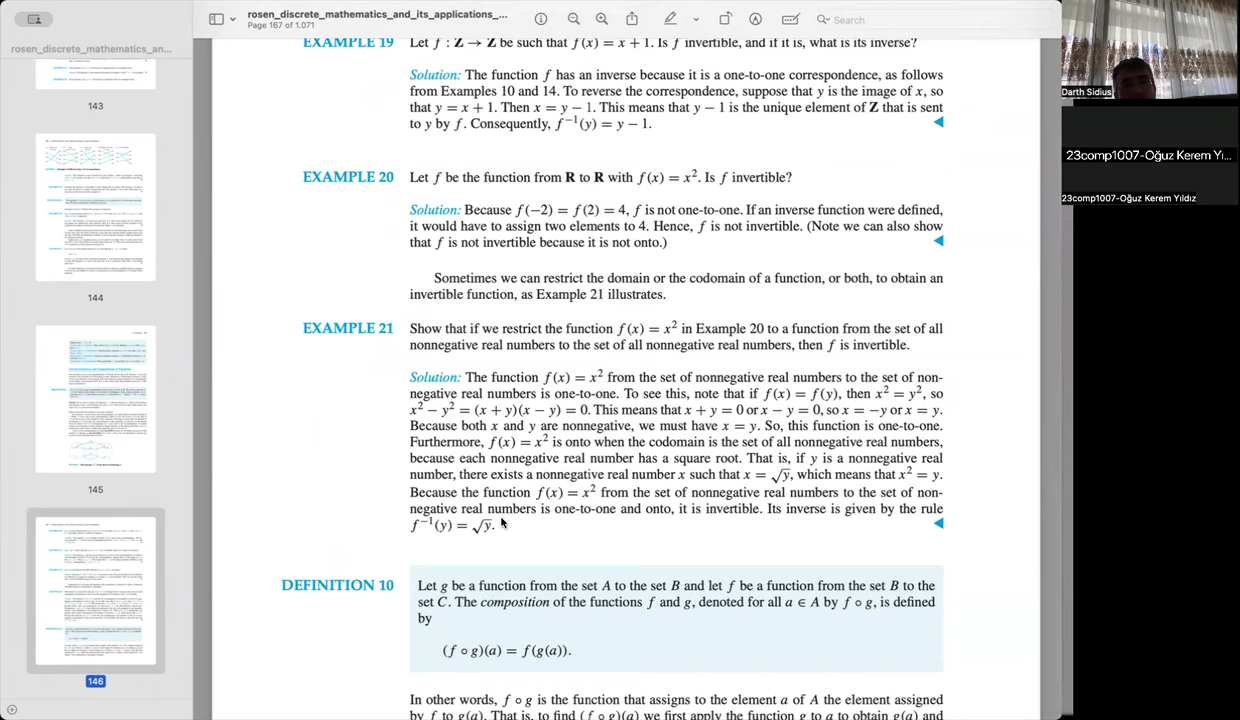 rosen_discrete_mathematics_and_its_applications_...
Page 167 of 1.071
Search
rosen_discrete_mathematics_and_its_applications_an...
143
144
145
146
EXAMPLE 19 Let f : Z → Z be such that f(x) = x + 1. Is f invertible, and if it is, what is its inverse?
Solution: The function f has an inverse because it is a one-to-one correspondence, as follows
from Examples 10 and 14. To reverse the correspondence, suppose that y is the image of x, so
that y = x + 1. Then x = y − 1. This means that y − 1 is the unique element of Z that is sent
to y by f. Consequently, f⁻¹(y) = y − 1.
EXAMPLE 20 Let f be the function from R to R with f(x) = x². Is f invertible?
Solution: Because f(−2) = f(2) = 4, f is not one-to-one. If an inverse function were defined,
it would have to assign two elements to 4. Hence, f is not invertible. (Note we can also show
that f is not invertible because it is not onto.)
Sometimes we can restrict the domain or the codomain of a function, or both, to obtain an
invertible function, as Example 21 illustrates.
EXAMPLE 21 Show that if we restrict the function f(x) = x² in Example 20 to a function from the set of all
nonnegative real numbers to the set of all nonnegative real numbers, then f is invertible.
Solution: The function f(x) = x² from the set of nonnegative real numbers to the set of non-
negative real numbers is one-to-one. To see this, note that if f(x) = f(y), then x² = y², so
x² − y² = (x + y)(x − y) = 0. This means that x + y = 0 or x − y = 0, so x = −y or x = y.
Because both x and y are nonnegative, we must have x = y. So, this function is one-to-one.
Furthermore, f(x) = x² is onto when the codomain is the set of all nonnegative real numbers,
because each nonnegative real number has a square root. That is, if y is a nonnegative real
number, there exists a nonnegative real number x such that x = √y, which means that x² = y.
Because the function f(x) = x² from the set of nonnegative real numbers to the set of non-
negative real numbers is one-to-one and onto, it is invertible. Its inverse is given by the rule
f⁻¹(y) = √y.
DEFINITION 10 Let g be a function from the set A to the set B and let f be a function from the set B to the
set C. The composition of the functions f and g, denoted for all a ∈ A by f ∘ g, is defined
by
(f ∘ g)(a) = f(g(a)).
In other words, f ∘ g is the function that assigns to the element a of A the element assigned
by f to g(a). That is, to find (f ∘ g)(a) we first apply the function g to a to obtain g(a) and
Darth Sidius
23comp1007-Oğuz Kerem Yı...
23comp1007-Oğuz Kerem Yıldız